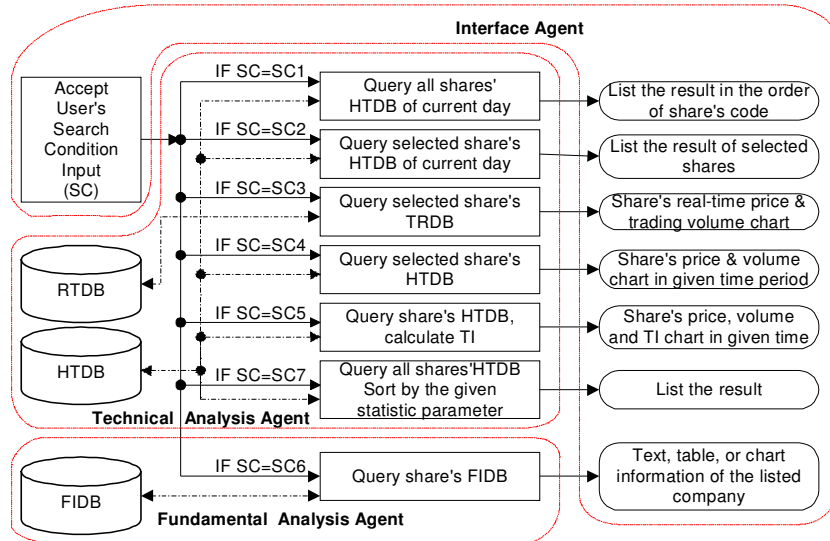 Interface Agent
Accept
User's
Search
Condition
Input
(SC)
IF SC=SC1
Query all shares'
HTDB of current day
List the result in the order
of share's code
IF SC=SC2
Query selected share's
HTDB of current day
List the result of selected
shares
IF SC=SC3
Query selected share's
TRDB
Share's real-time price &
trading volume chart
IF SC=SC4
Query selected share's
HTDB
Share's price & volume
chart in given time period
RTDB
IF SC=SC5
Query share's HTDB,
calculate TI
Share's price, volume
and TI chart in given time
HTDB
IF SC=SC7
Query all shares'HTDB
Sort by the given
statistic parameter
List the result
Technical Analysis Agent
IF SC=SC6
Query share's FIDB
Text, table, or chart
information of the listed
company
FIDB
Fundamental Analysis Agent